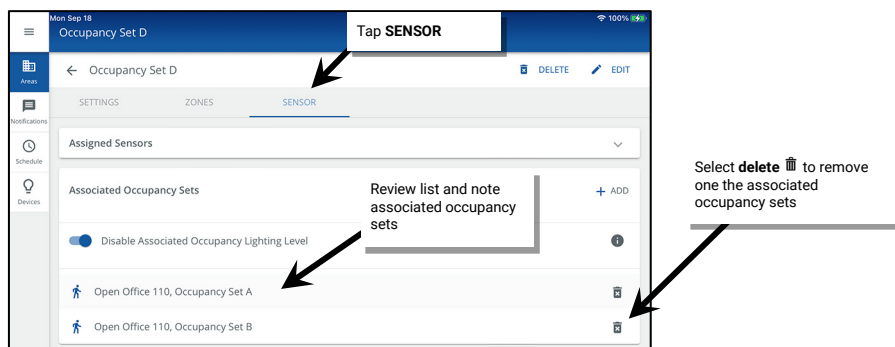 Mon Sep 18
100%
Occupancy Set D
Tap SENSOR
Areas
Occupancy Set D
DELETE
EDIT
SETTINGS
ZONES
SENSOR
Notifications
Assigned Sensors
Schedule
Devices
Associated Occupancy Sets
ADD
Review list and note
associated occupancy
sets
Select delete to remove
one the associated
occupancy sets
Disable Associated Occupancy Lighting Level
Open Office 110, Occupancy Set A
Open Office 110, Occupancy Set B